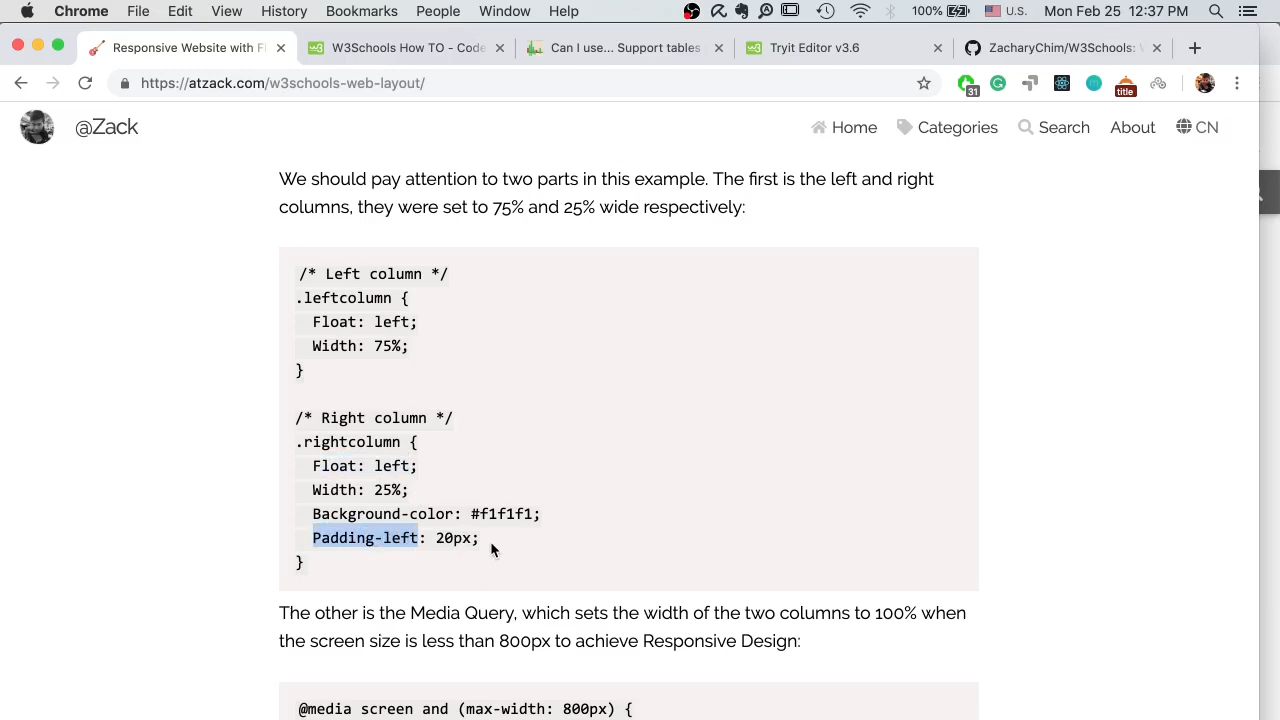 Chrome File Edit View History Bookmarks People Window Help 100% U.S. Mon Feb 25 12:37 PM
Responsive Website with Fl W3Schools How TO - Code Can I use... Support tables Tryit Editor v3.6 ZacharyChim/W3Schools:
https://atzack.com/w3schools-web-layout/ 31 title
@Zack Home Categories Search About CN
We should pay attention to two parts in this example. The first is the left and right
columns, they were set to 75% and 25% wide respectively:
/* Left column */
.leftcolumn {
Float: left;
Width: 75%;
}
/* Right column */
.rightcolumn {
Float: left;
Width: 25%;
Background-color: #f1f1f1;
Padding-left: 20px;
}
The other is the Media Query, which sets the width of the two columns to 100% when
the screen size is less than 800px to achieve Responsive Design:
@media screen and (max-width: 800px) {